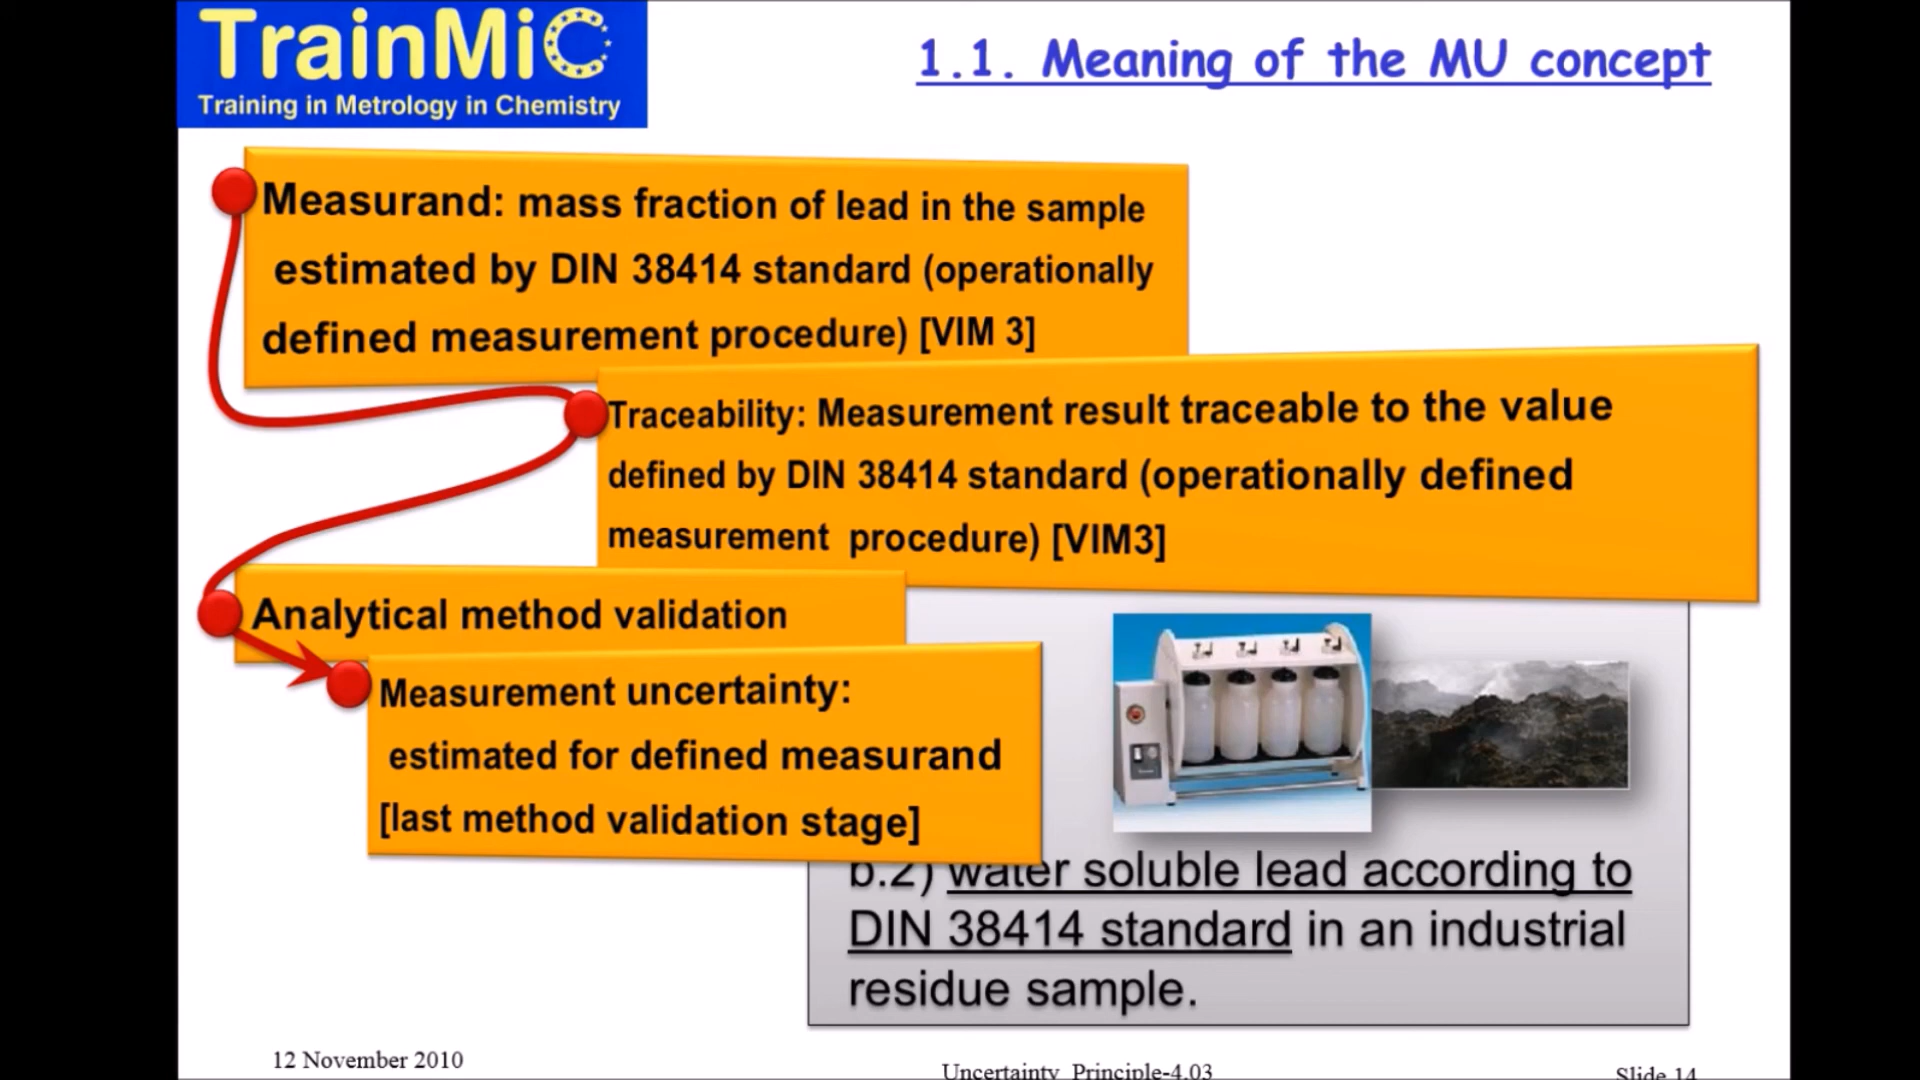 TrainMiC
Training in Metrology in Chemistry
1.1. Meaning of the MU concept
Measurand: mass fraction of lead in the sample
estimated by DIN 38414 standard (operationally
defined measurement procedure) [VIM 3]
Traceability: Measurement result traceable to the value
defined by DIN 38414 standard (operationally defined
measurement procedure) [VIM3]
Analytical method validation
Measurement uncertainty:
estimated for defined measurand
[last method validation stage]
b.2) water soluble lead according to
DIN 38414 standard in an industrial
residue sample.
12 November 2010
Uncertainty Principle-4.03
Slide 14